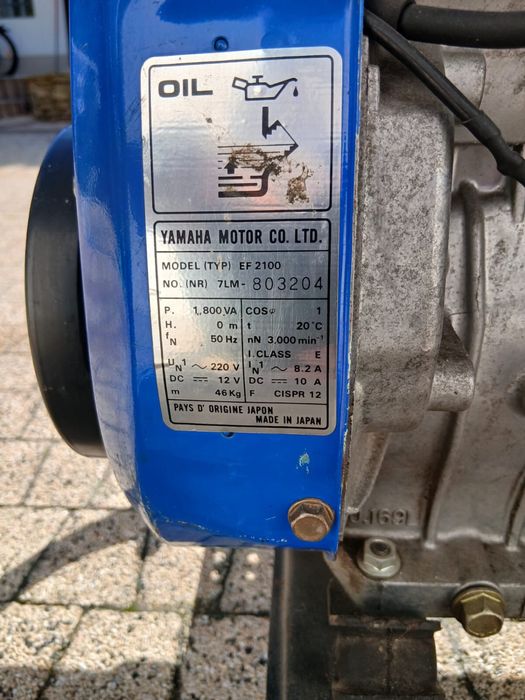 OIL
YAMAHA MOTOR CO. LTD.
MODEL (TYP) EF 2100
NO. (NR) 7LM- 803204
P. 1,800 VA COS φ 1
H. 0 m t 20°C
fN 50 Hz nN 3.000 min⁻¹
I.CLASS E
UN1 ~ 220 V IN1 ~ 8.2 A
DC ⎓ 12 V DC ⎓ 10 A
m 46 Kg F CISPR 12
PAYS D' ORIGINE JAPON
MADE IN JAPAN
J.169